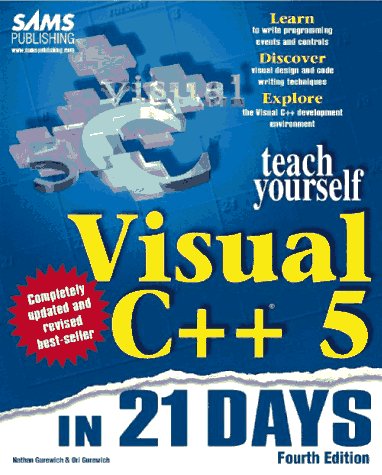 SAMS
PUBLISHING
www.samspublishing.com
Learn
to write programming
events and controls
Discover
visual design and code
writing techniques
Explore
the Visual C++ development
environment
visual
C
5
teach
yourself
Visual
C++® 5
Completely
updated and
revised
best-seller
IN 21 DAYS
Nathan Gurewich & Ori Gurewich
Fourth Edition